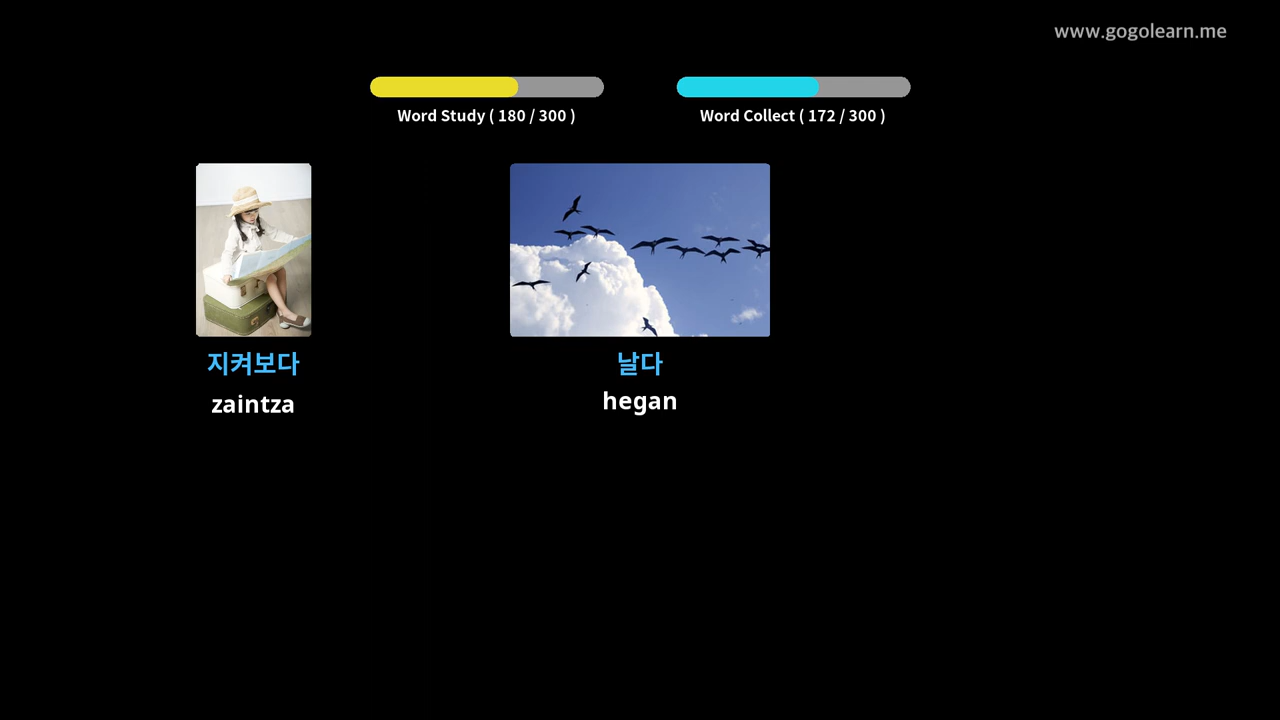 www.gogolearn.me
Word Study ( 180 / 300 )
Word Collect ( 172 / 300 )
지켜보다
zaintza
날다
hegan